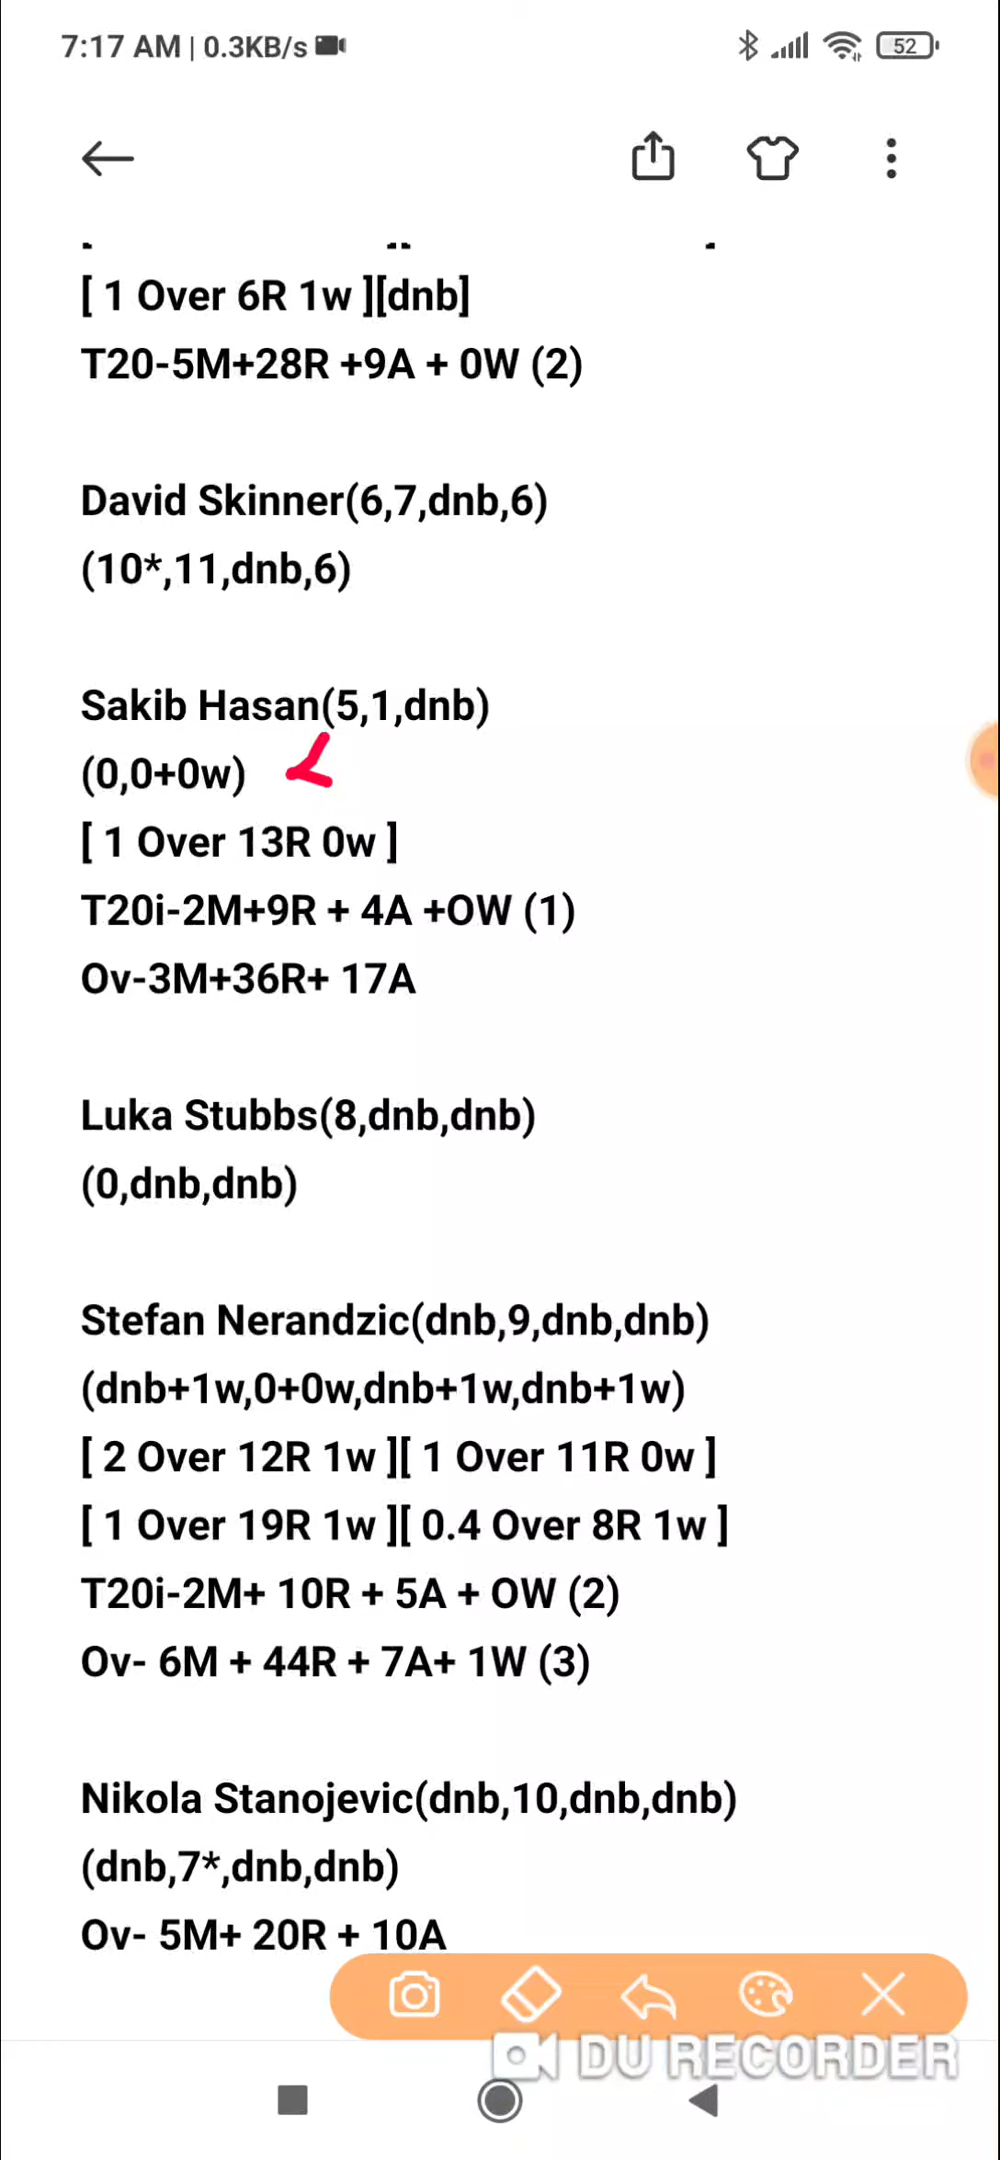 7:17 AM | 0.3KB/s
52
[ 1 Over 6R 1w ][dnb]
T20-5M+28R +9A + 0W (2)
David Skinner(6,7,dnb,6)
(10*,11,dnb,6)
Sakib Hasan(5,1,dnb)
(0,0+0w)
[ 1 Over 13R 0w ]
T20i-2M+9R + 4A +OW (1)
Ov-3M+36R+ 17A
Luka Stubbs(8,dnb,dnb)
(0,dnb,dnb)
Stefan Nerandzic(dnb,9,dnb,dnb)
(dnb+1w,0+0w,dnb+1w,dnb+1w)
[ 2 Over 12R 1w ][ 1 Over 11R 0w ]
[ 1 Over 19R 1w ][ 0.4 Over 8R 1w ]
T20i-2M+ 10R + 5A + OW (2)
Ov- 6M + 44R + 7A+ 1W (3)
Nikola Stanojevic(dnb,10,dnb,dnb)
(dnb,7*,dnb,dnb)
Ov- 5M+ 20R + 10A
DU RECORDER